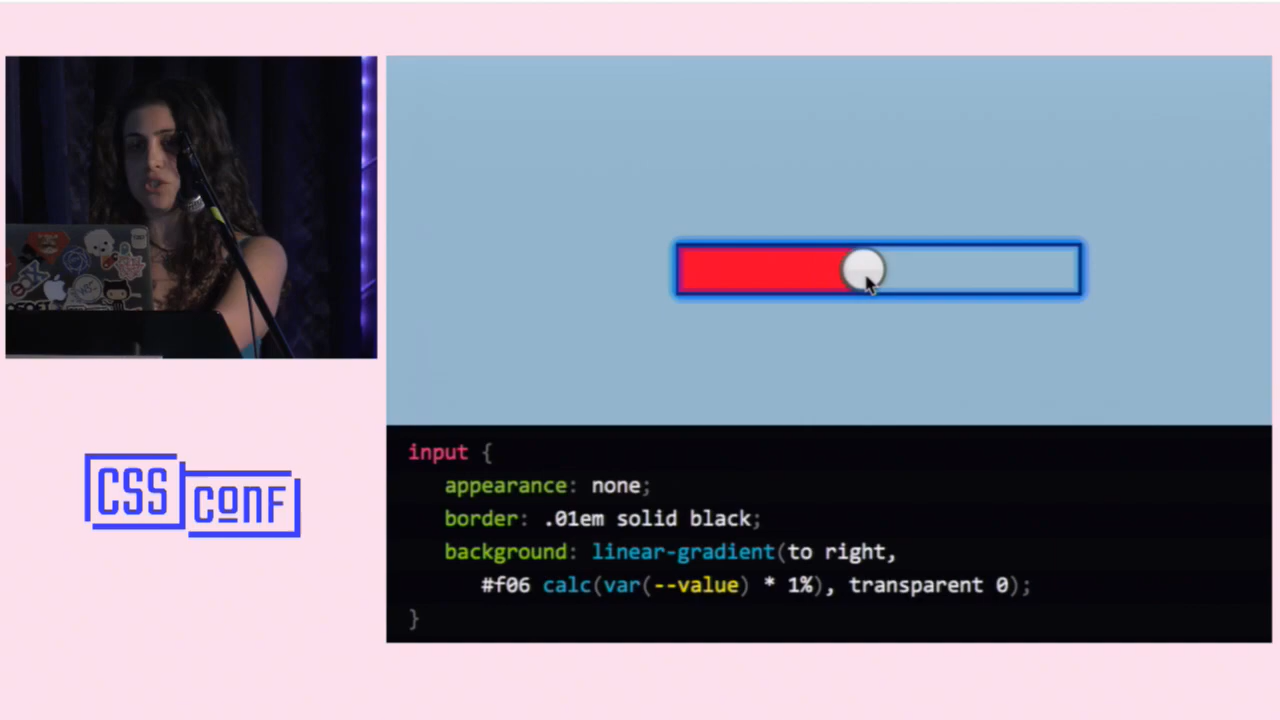 CSS
conf
input {
appearance: none;
border: .01em solid black;
background: linear-gradient(to right,
#f06 calc(var(--value) * 1%), transparent 0);
}